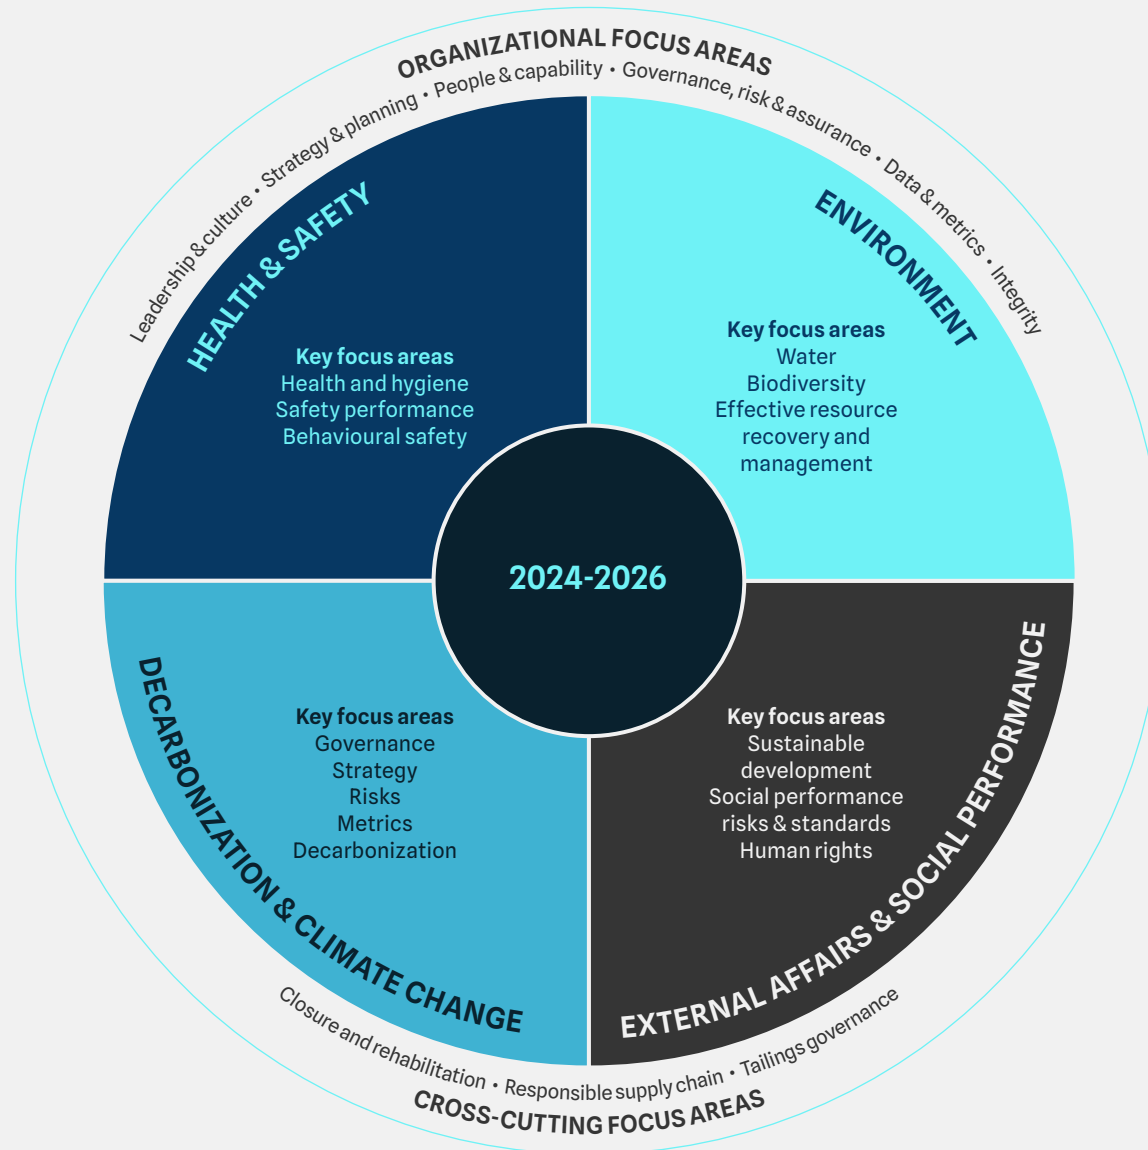 ORGANIZATIONAL FOCUS AREAS
Leadership & culture • Strategy & planning • People & capability • Governance, risk & assurance • Data & metrics • Integrity
HEALTH & SAFETY
Key focus areas
Health and hygiene
Safety performance
Behavioural safety
ENVIRONMENT
Key focus areas
Water
Biodiversity
Effective resource
recovery and
management
2024-2026
DECARBONIZATION & CLIMATE CHANGE
Key focus areas
Governance
Strategy
Risks
Metrics
Decarbonization
EXTERNAL AFFAIRS & SOCIAL PERFORMANCE
Key focus areas
Sustainable
development
Social performance
risks & standards
Human rights
Closure and rehabilitation • Responsible supply chain • Tailings governance
CROSS-CUTTING FOCUS AREAS